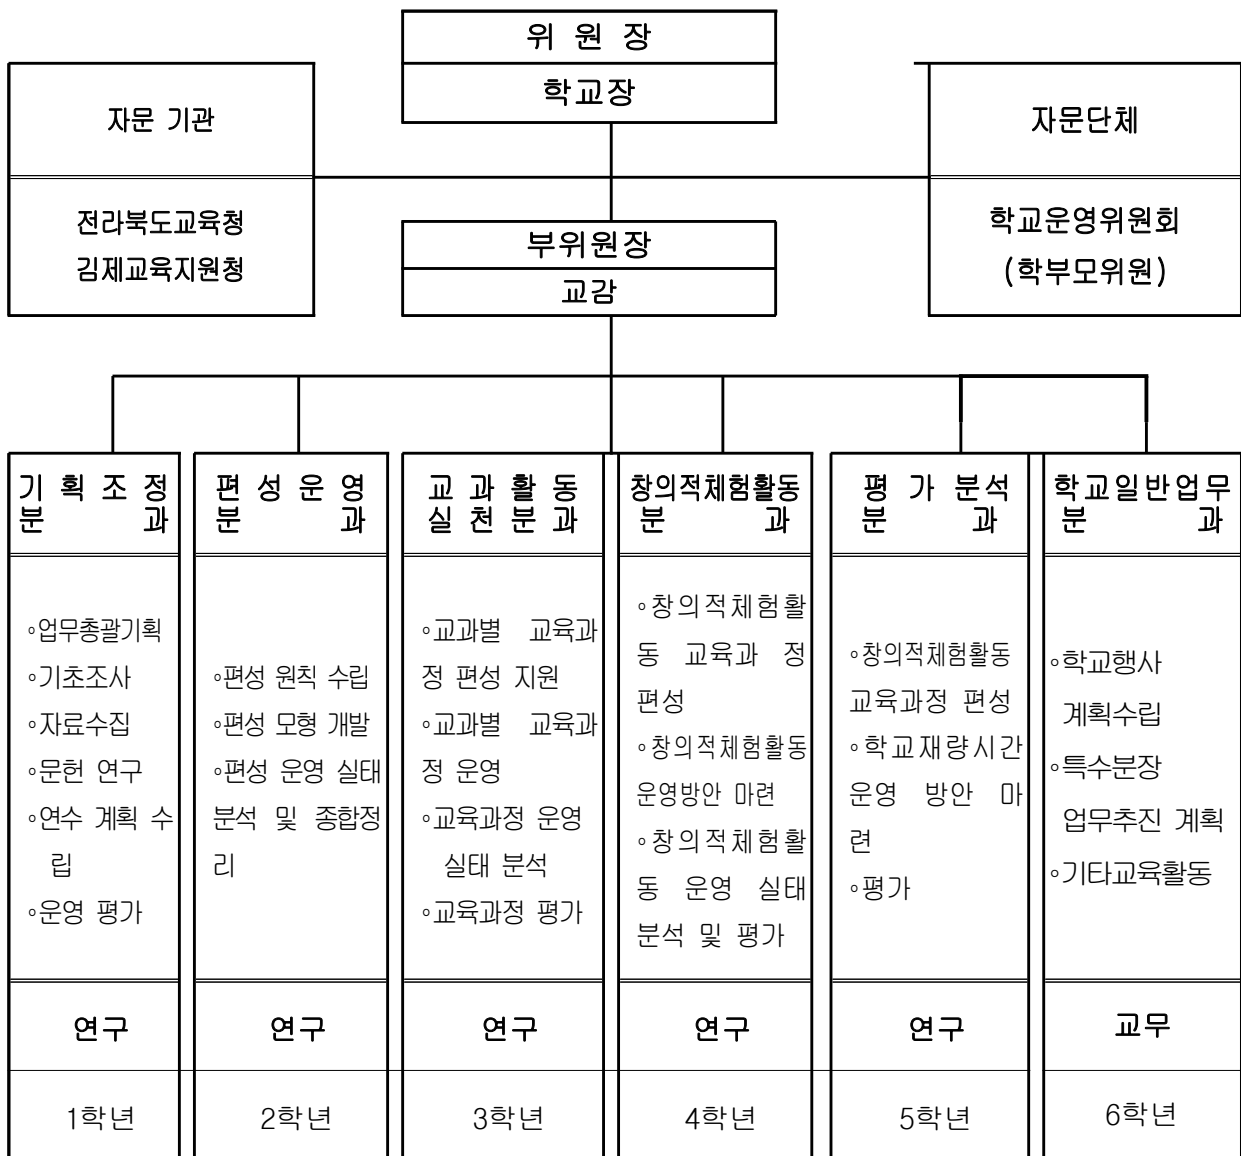 위 원 장
학교장
자문 기관
전라북도교육청
김제교육지원청
자문단체
학교운영위원회
(학부모위원)
부위원장
교감
기 획 조 정
분 과
◦업무총괄기획
◦기초조사
◦자료수집
◦문헌 연구
◦연수 계획 수
립
◦운영 평가
연구
1학년
편 성 운 영
분 과
◦편성 원칙 수립
◦편성 모형 개발
◦편성 운영 실태
분석 및 종합정
리
연구
2학년
교 과 활 동
실 천 분 과
◦교과별 교육과
정 편성 지원
◦교과별 교육과
정 운영
◦교육과정 운영
실태 분석
◦교육과정 평가
연구
3학년
창의적체험활동
분 과
◦창의적체험활
동 교육과 정
편성
◦창의적체험활동
운영방안 마련
◦창의적체험활
동 운영 실태
분석 및 평가
연구
4학년
평 가 분석
분 과
◦창의적체험활동
교육과정 편성
◦학교재량시간
운영 방안 마
련
◦평가
연구
5학년
학교일반업무
분 과
◦학교행사
계획수립
◦특수분장
업무추진 계획
◦기타교육활동
교무
6학년